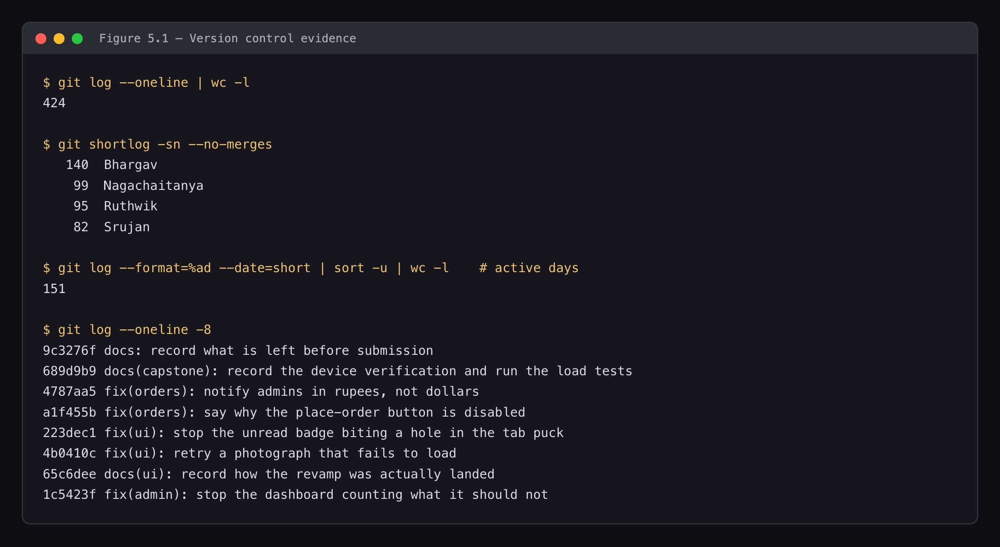 Figure 5.1 — Version control evidence
$ git log --oneline | wc -l
424
$ git shortlog -sn --no-merges
140  Bhargav
99  Nagachaitanya
95  Ruthwik
82  Srujan
$ git log --format=%ad --date=short | sort -u | wc -l    # active days
151
$ git log --oneline -8
9c3276f docs: record what is left before submission
689d9b9 docs(capstone): record the device verification and run the load tests
4787aa5 fix(orders): notify admins in rupees, not dollars
a1f455b fix(orders): say why the place-order button is disabled
223dec1 fix(ui): stop the unread badge biting a hole in the tab puck
4b0410c fix(ui): retry a photograph that fails to load
65c6dee docs(ui): record how the revamp was actually landed
1c5423f fix(admin): stop the dashboard counting what it should not